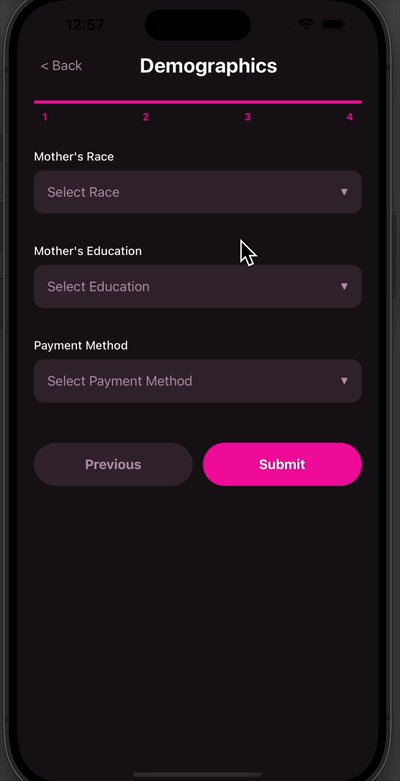 12:57
< Back
Demographics
1 2 3 4
Mother's Race
Select Race
Mother's Education
Select Education
Payment Method
Select Payment Method
Previous
Submit